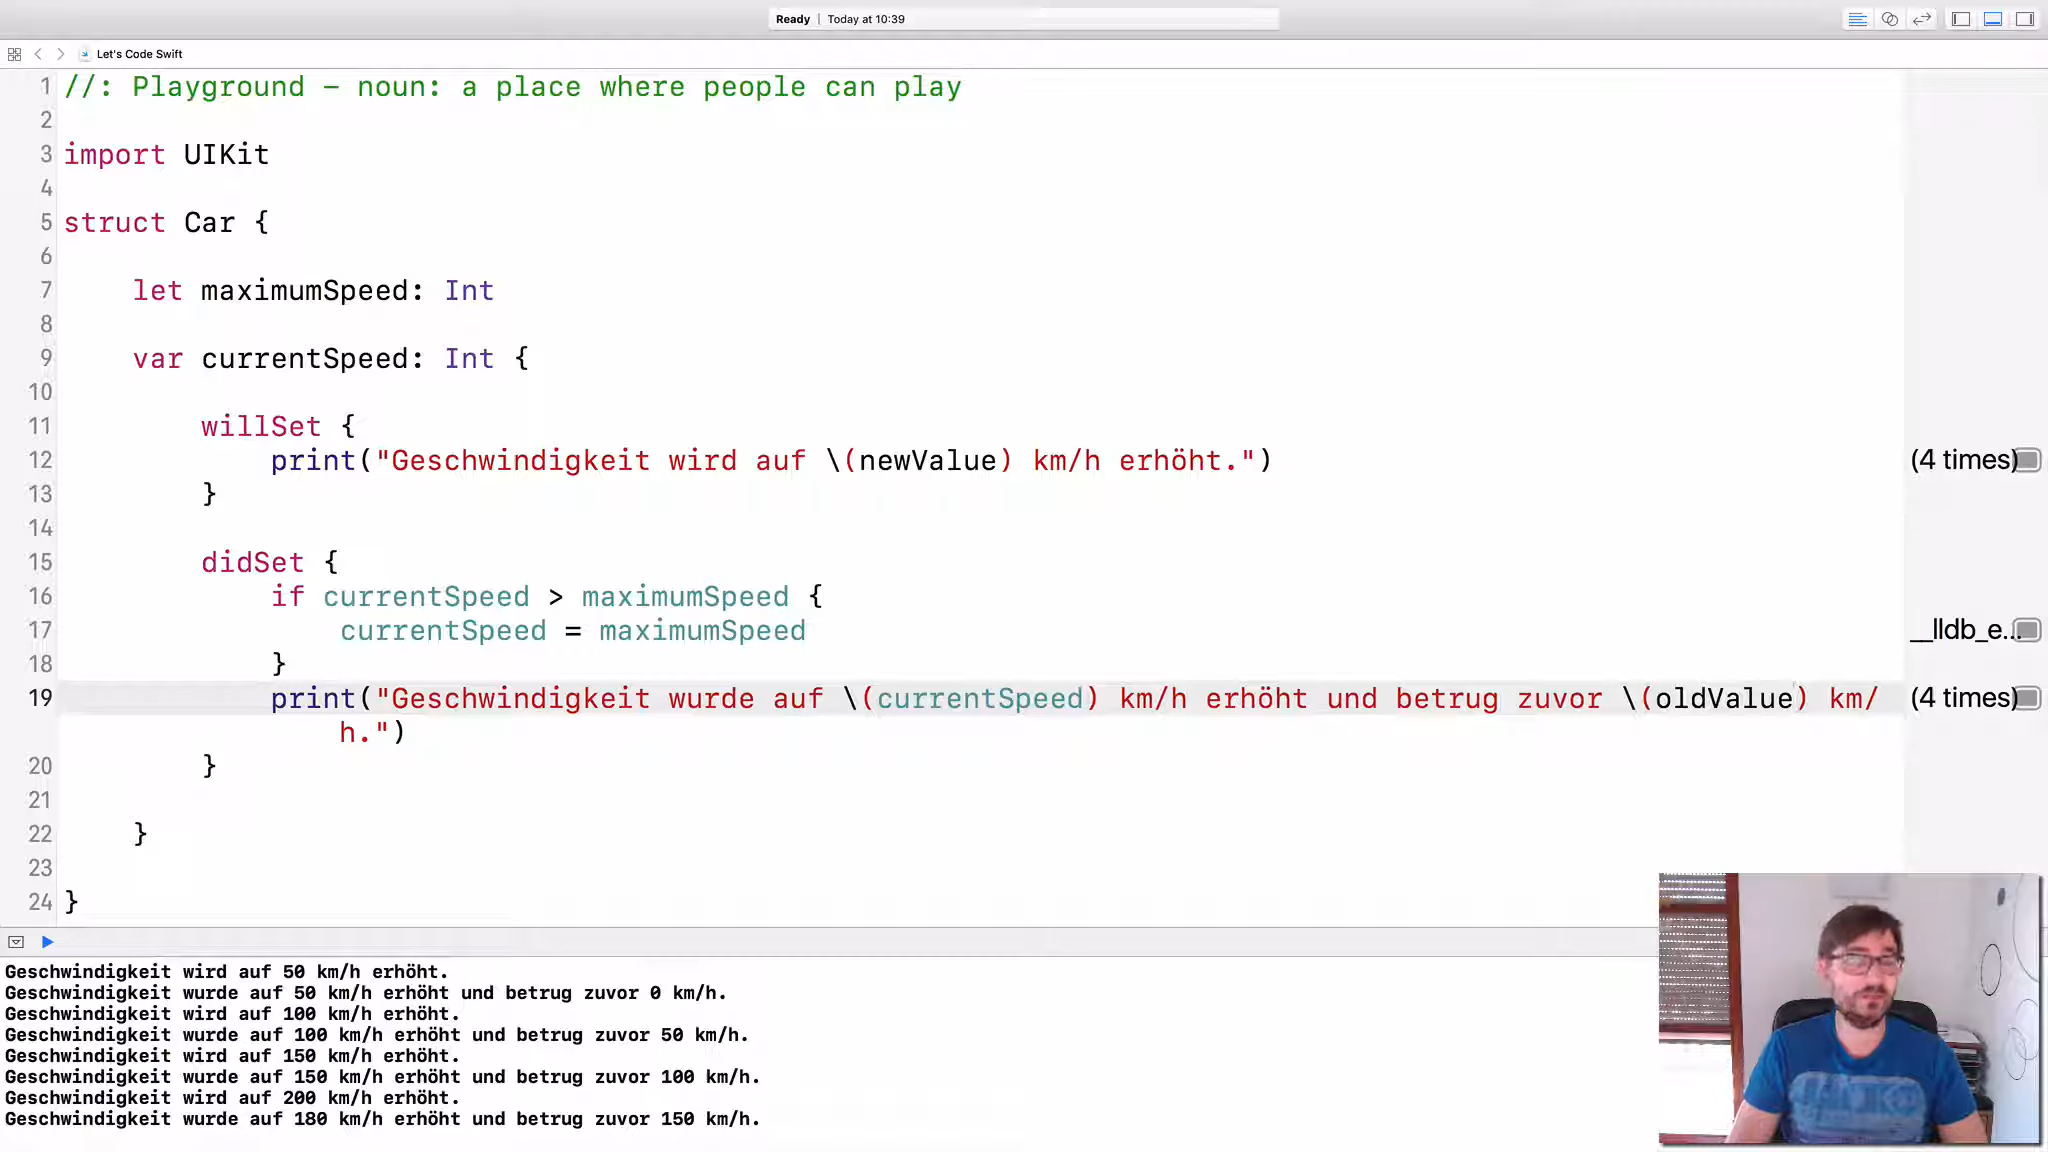 Ready | Today at 10:39
Let's Code Swift
1 //: Playground – noun: a place where people can play
2
3 import UIKit
4
5 struct Car {
6
7 let maximumSpeed: Int
8
9 var currentSpeed: Int {
10
11 willSet {
12 print("Geschwindigkeit wird auf \(newValue) km/h erhöht.") (4 times)
13 }
14
15 didSet {
16 if currentSpeed > maximumSpeed {
17 currentSpeed = maximumSpeed __lldb_e...
18 }
19 print("Geschwindigkeit wurde auf \(currentSpeed) km/h erhöht und betrug zuvor \(oldValue) km/ (4 times)
h.")
20 }
21
22 }
23
24 }
Geschwindigkeit wird auf 50 km/h erhöht.
Geschwindigkeit wurde auf 50 km/h erhöht und betrug zuvor 0 km/h.
Geschwindigkeit wird auf 100 km/h erhöht.
Geschwindigkeit wurde auf 100 km/h erhöht und betrug zuvor 50 km/h.
Geschwindigkeit wird auf 150 km/h erhöht.
Geschwindigkeit wurde auf 150 km/h erhöht und betrug zuvor 100 km/h.
Geschwindigkeit wird auf 200 km/h erhöht.
Geschwindigkeit wurde auf 180 km/h erhöht und betrug zuvor 150 km/h.